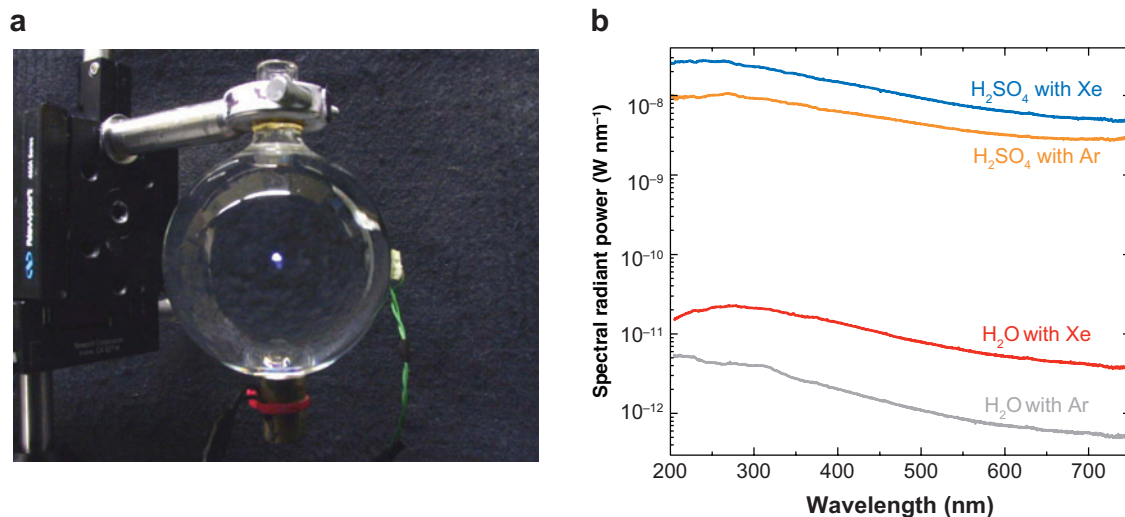 a
Newport
b
Spectral radiant power (W nm⁻¹)
10⁻⁸
10⁻⁹
10⁻¹⁰
10⁻¹¹
10⁻¹²
H₂SO₄ with Xe
H₂SO₄ with Ar
H₂O with Xe
H₂O with Ar
200 300 400 500 600 700
Wavelength (nm)